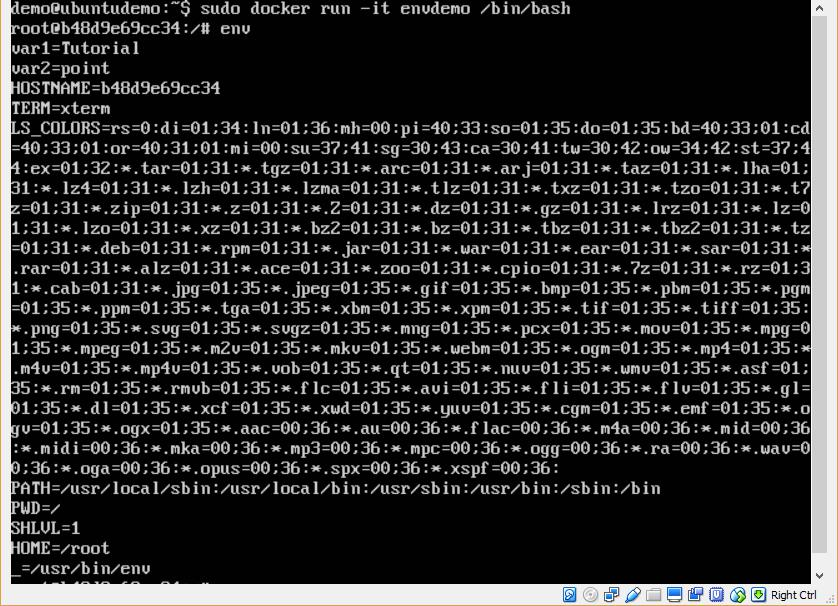 demo@ubuntudemo:~$ sudo docker run -it envdemo /bin/bash
root@b48d9e69cc34:/# env
var1=Tutorial
var2=point
HOSTNAME=b48d9e69cc34
TERM=xterm
LS_COLORS=rs=0:di=01;34:ln=01;36:mh=00:pi=40;33:so=01;35:do=01;35:bd=40;33;01:cd
=40;33;01:or=40;31;01:mi=00:su=37;41:sg=30;43:ca=30;41:tw=30;42:ow=34;42:st=37;4
4:ex=01;32:*.tar=01;31:*.tgz=01;31:*.arc=01;31:*.arj=01;31:*.taz=01;31:*.lha=01;
31:*.lz4=01;31:*.lzh=01;31:*.lzma=01;31:*.tlz=01;31:*.txz=01;31:*.tzo=01;31:*.t7
z=01;31:*.zip=01;31:*.z=01;31:*.Z=01;31:*.dz=01;31:*.gz=01;31:*.lrz=01;31:*.lz=0
1;31:*.lzo=01;31:*.xz=01;31:*.bz2=01;31:*.bz=01;31:*.tbz=01;31:*.tbz2=01;31:*.tz
=01;31:*.deb=01;31:*.rpm=01;31:*.jar=01;31:*.war=01;31:*.ear=01;31:*.sar=01;31:*
.rar=01;31:*.alz=01;31:*.ace=01;31:*.zoo=01;31:*.cpio=01;31:*.7z=01;31:*.rz=01;3
1:*.cab=01;31:*.jpg=01;35:*.jpeg=01;35:*.gif=01;35:*.bmp=01;35:*.pbm=01;35:*.pgm
=01;35:*.ppm=01;35:*.tga=01;35:*.xbm=01;35:*.xpm=01;35:*.tif=01;35:*.tiff=01;35:
*.png=01;35:*.svg=01;35:*.svgz=01;35:*.mng=01;35:*.pcx=01;35:*.mov=01;35:*.mpg=0
1;35:*.mpeg=01;35:*.m2v=01;35:*.mkv=01;35:*.webm=01;35:*.ogm=01;35:*.mp4=01;35:*
.m4v=01;35:*.mp4v=01;35:*.vob=01;35:*.qt=01;35:*.nuv=01;35:*.wmv=01;35:*.asf=01;
35:*.rm=01;35:*.rmvb=01;35:*.flc=01;35:*.avi=01;35:*.fli=01;35:*.flv=01;35:*.gl=
01;35:*.dl=01;35:*.xcf=01;35:*.xwd=01;35:*.yuv=01;35:*.cgm=01;35:*.emf=01;35:*.o
gv=01;35:*.ogx=01;35:*.aac=00;36:*.au=00;36:*.flac=00;36:*.m4a=00;36:*.mid=00;36
:*.midi=00;36:*.mka=00;36:*.mp3=00;36:*.mpc=00;36:*.ogg=00;36:*.ra=00;36:*.wav=0
0;36:*.oga=00;36:*.opus=00;36:*.spx=00;36:*.xspf=00;36:
PATH=/usr/local/sbin:/usr/local/bin:/usr/sbin:/usr/bin:/sbin:/bin
PWD=/
SHLVL=1
HOME=/root
_=/usr/bin/env
Right Ctrl